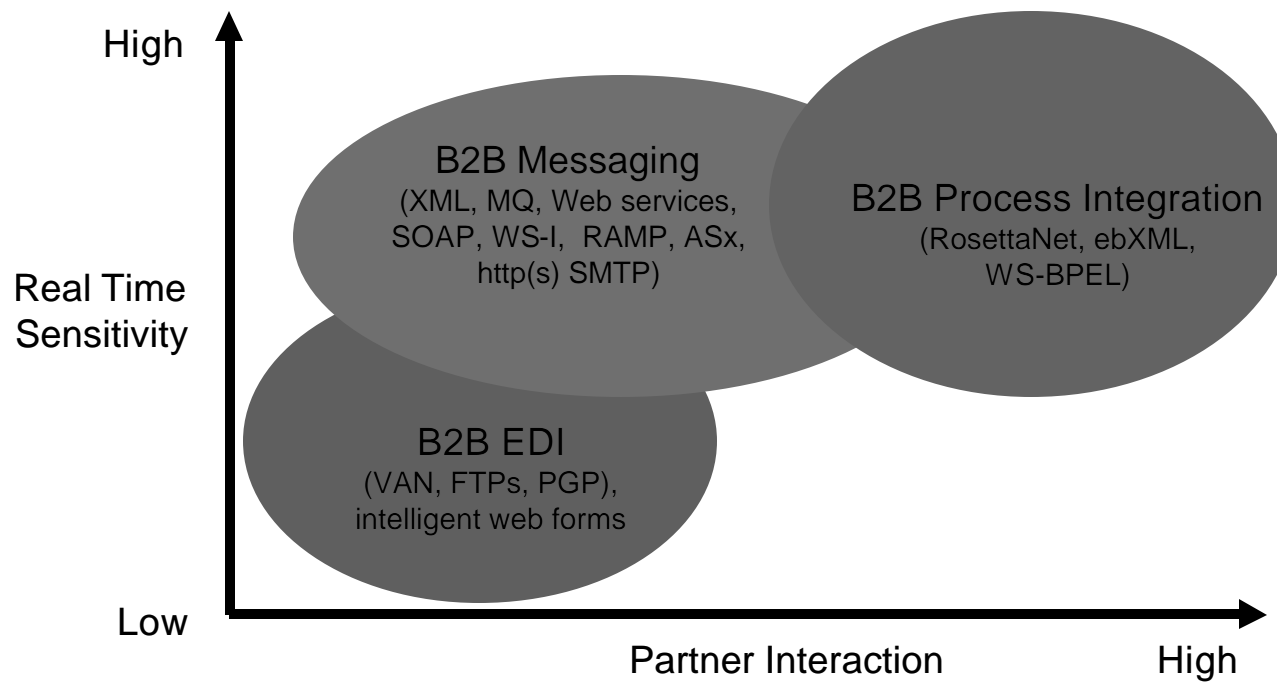 High
B2B Messaging
(XML, MQ, Web services,
SOAP, WS-I,  RAMP, ASx,
http(s) SMTP)
B2B Process Integration
(RosettaNet, ebXML,
WS-BPEL)
Real Time
Sensitivity
B2B EDI
(VAN, FTPs, PGP),
intelligent web forms
Low
Partner Interaction
High